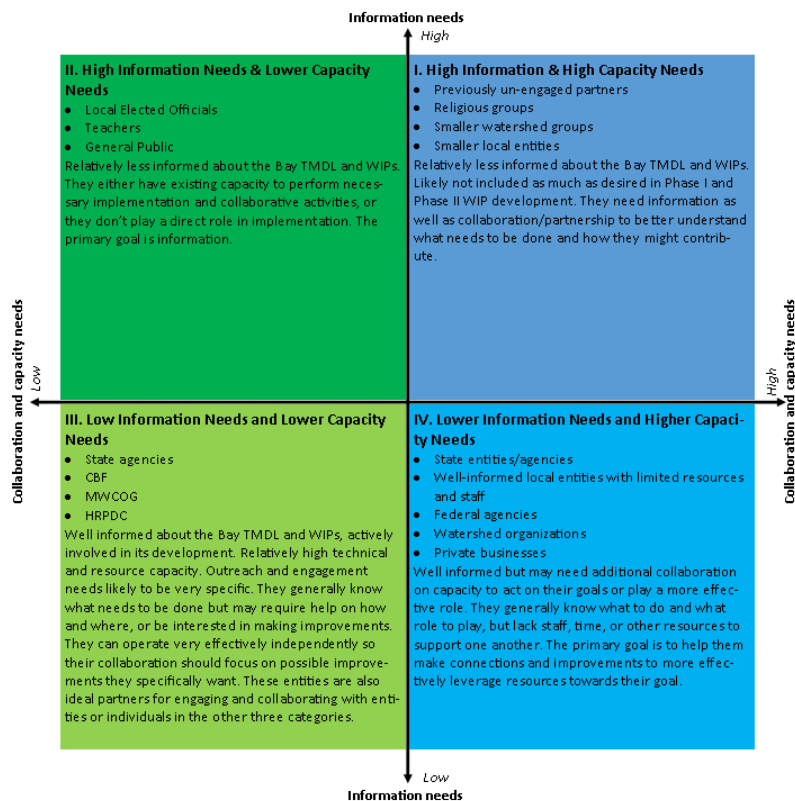 Information needs
High
II. High Information Needs & Lower Capacity
Needs
● Local Elected Officials
● Teachers
● General Public
Relatively less informed about the Bay TMDL and WIPs.
They either have existing capacity to perform neces-
sary implementation and collaborative activities, or
they don't play a direct role in implementation. The
primary goal is information.
I. High Information & High Capacity Needs
● Previously un-engaged partners
● Religious groups
● Smaller watershed groups
● Smaller local entities
Relatively less informed about the Bay TMDL and WIPs.
Likely not included as much as desired in Phase I and
Phase II WIP development. They need information as
well as collaboration/partnership to better understand
what needs to be done and how they might contrib-
ute.
Collaboration and capacity needs
Low
High
Collaboration and capacity needs
III. Low Information Needs and Lower Capacity
Needs
● State agencies
● CBF
● MWCOG
● HRPDC
Well informed about the Bay TMDL and WIPs, actively
involved in its development. Relatively high technical
and resource capacity. Outreach and engagement
needs likely to be very specific. They generally know
what needs to be done but may require help on how
and where, or be interested in making improvements.
They can operate very effectively independently so
their collaboration should focus on possible improve-
ments they specifically want. These entities are also
ideal partners for engaging and collaborating with enti-
ties or individuals in the other three categories.
IV. Lower Information Needs and Higher Capaci-
ty Needs
● State entities/agencies
● Well-informed local entities with limited resources
and staff
● Federal agencies
● Watershed organizations
● Private businesses
Well informed but may need additional collaboration
on capacity to act on their goals or play a more effec-
tive role. They generally know what to do and what
role to play, but lack staff, time, or other resources to
support one another. The primary goal is to help them
make connections and improvements to more effec-
tively leverage resources towards their goal.
Low
Information needs